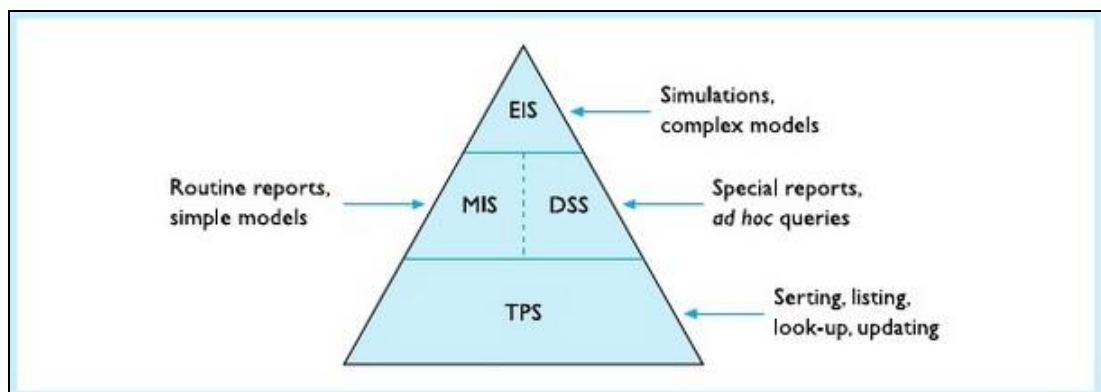 EIS
Simulations,
complex models
Routine reports,
simple models
MIS
DSS
Special reports,
ad hoc queries
TPS
Serting, listing,
look-up, updating